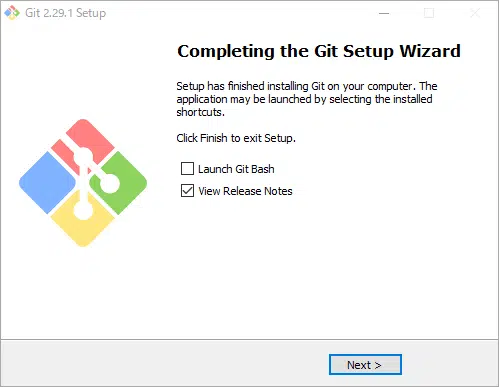 Git 2.29.1 Setup
Completing the Git Setup Wizard
Setup has finished installing Git on your computer. The
application may be launched by selecting the installed
shortcuts.
Click Finish to exit Setup.
Launch Git Bash
View Release Notes
Next >